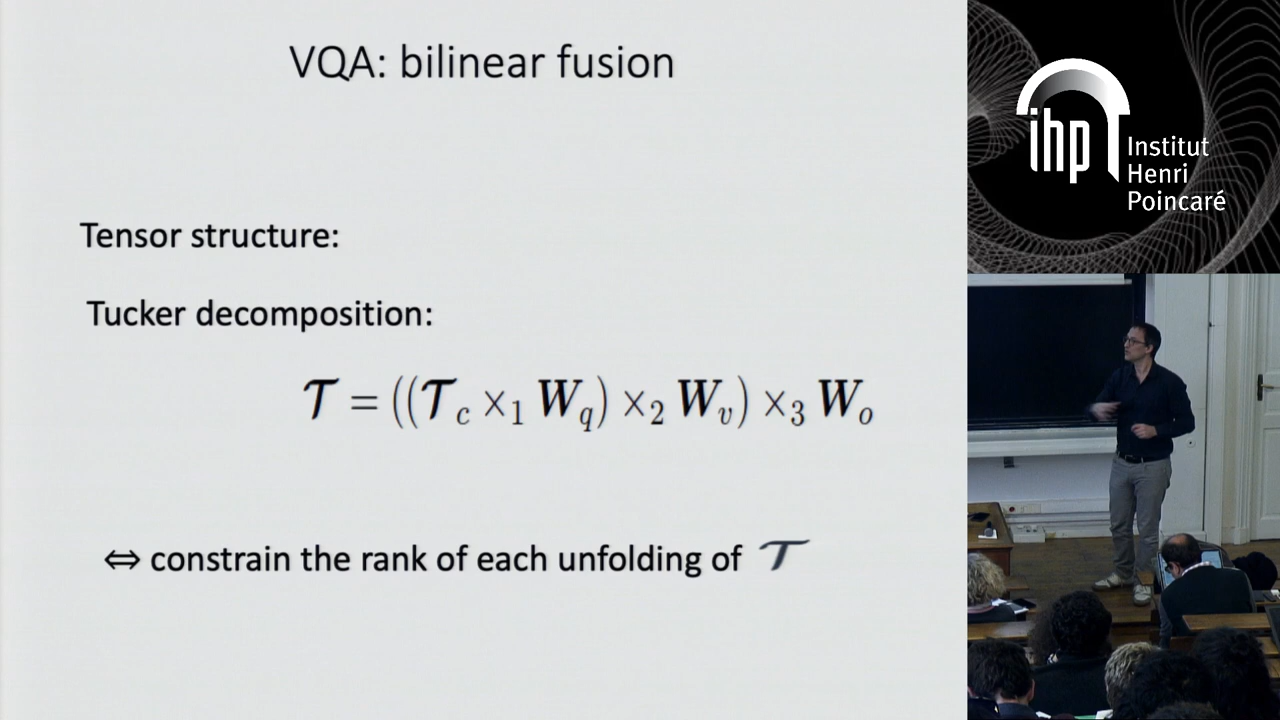 VQA: bilinear fusion
Tensor structure:
Tucker decomposition:
𝒯 = ((𝒯c ×1 Wq) ×2 Wv) ×3 Wo
⇔ constrain the rank of each unfolding of 𝒯
ihp
Institut
Henri
Poincaré